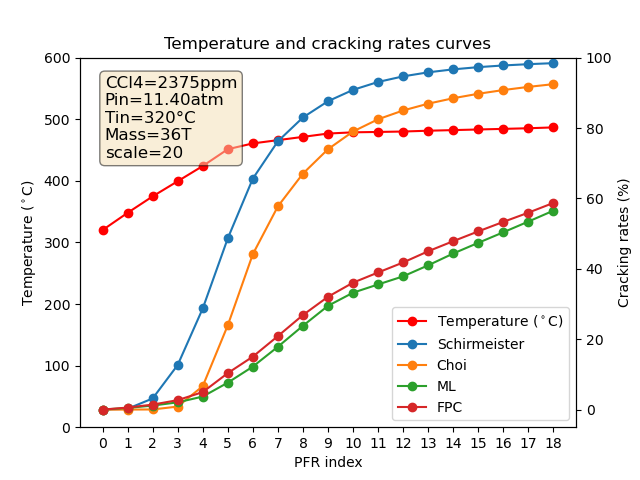 Temperature and cracking rates curves
CCl4=2375ppm
Pin=11.40atm
Tin=320°C
Mass=36T
scale=20
Temperature (°C)
600
500
400
300
200
100
0
Cracking rates (%)
100
80
60
40
20
0
Temperature (°C)
Schirmeister
Choi
ML
FPC
0 1 2 3 4 5 6 7 8 9 10 11 12 13 14 15 16 17 18
PFR index